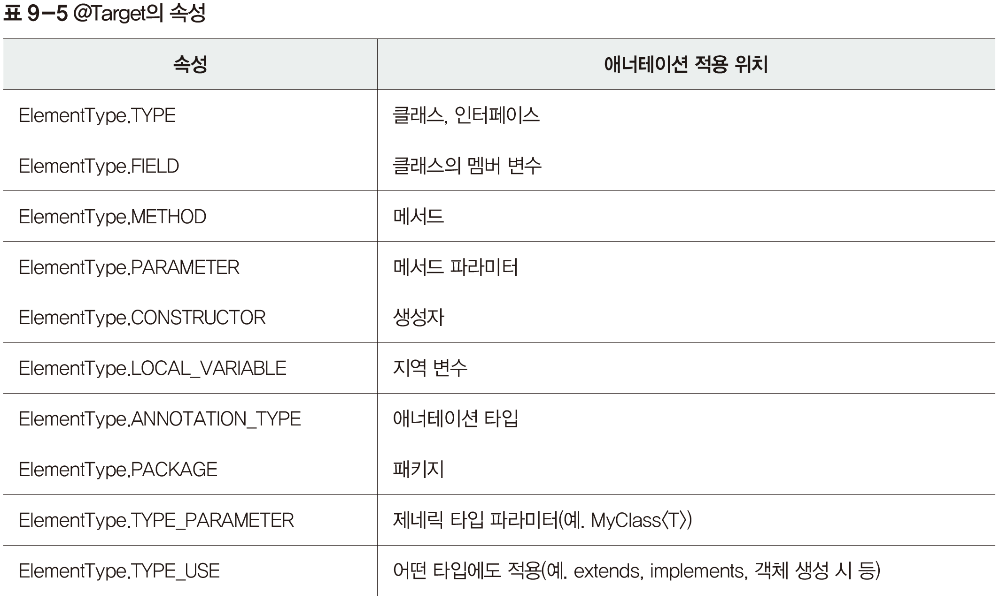 표 9-5 @Target의 속성
속성 애너테이션 적용 위치
ElementType.TYPE 클래스, 인터페이스
ElementType.FIELD 클래스의 멤버 변수
ElementType.METHOD 메서드
ElementType.PARAMETER 메서드 파라미터
ElementType.CONSTRUCTOR 생성자
ElementType.LOCAL_VARIABLE 지역 변수
ElementType.ANNOTATION_TYPE 애너테이션 타입
ElementType.PACKAGE 패키지
ElementType.TYPE_PARAMETER 제네릭 타입 파라미터(예. MyClass〈T〉)
ElementType.TYPE_USE 어떤 타입에도 적용(예. extends, implements, 객체 생성 시 등)